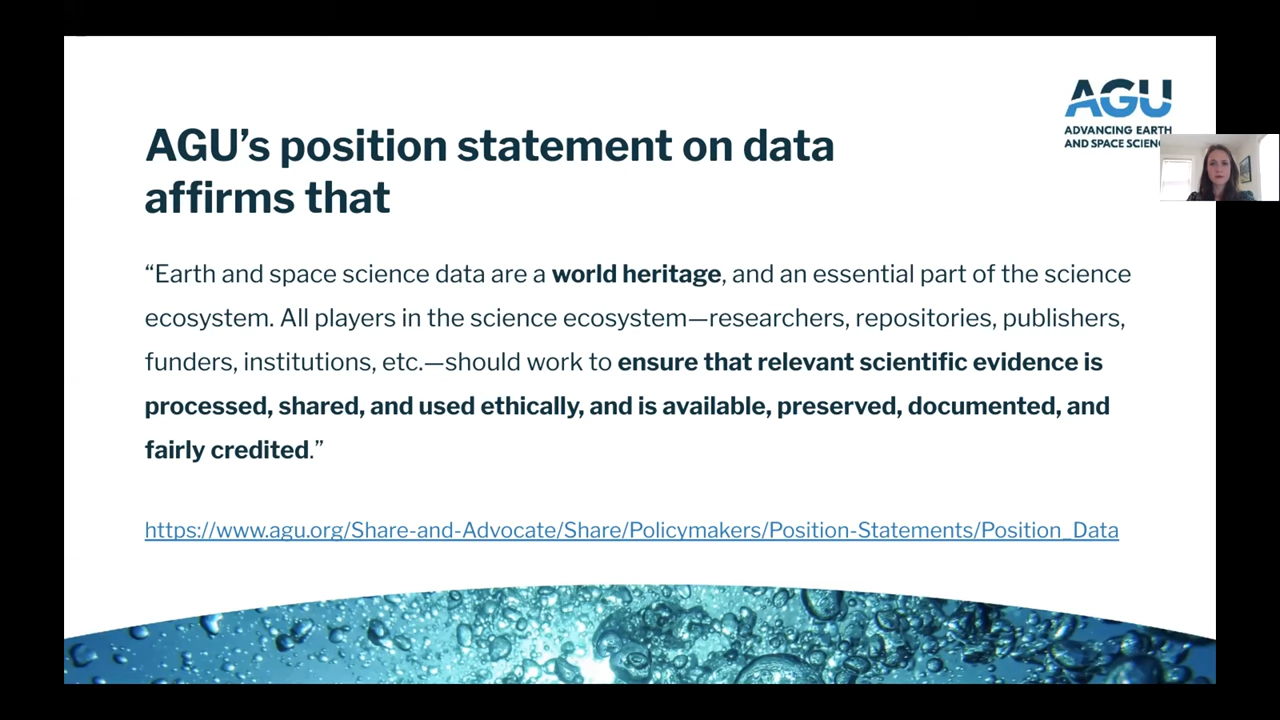 AGU
ADVANCING EARTH
AND SPACE SCIENC
AGU’s position statement on data
affirms that
“Earth and space science data are a world heritage, and an essential part of the science
ecosystem. All players in the science ecosystem—researchers, repositories, publishers,
funders, institutions, etc.—should work to ensure that relevant scientific evidence is
processed, shared, and used ethically, and is available, preserved, documented, and
fairly credited.”
https://www.agu.org/Share-and-Advocate/Share/Policymakers/Position-Statements/Position_Data